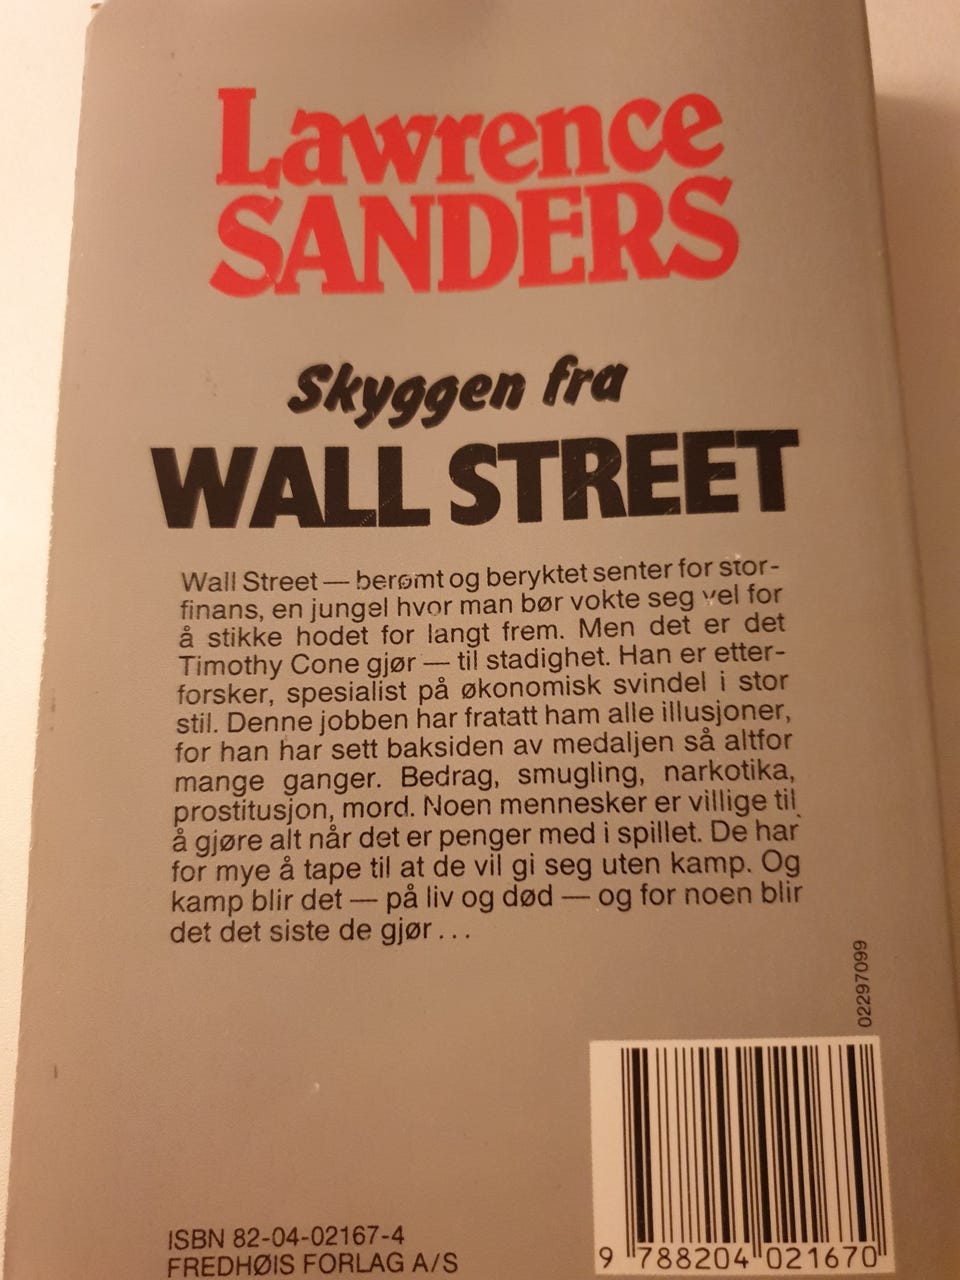 Lawrence
SANDERS
Skyggen fra
WALL STREET
Wall Street — berømt og beryktet senter for stor-
finans, en jungel hvor man bør vokte seg vel for
å stikke hodet for langt frem. Men det er det
Timothy Cone gjør — til stadighet. Han er etter-
forsker, spesialist på økonomisk svindel i stor
stil. Denne jobben har fratatt ham alle illusjoner,
for han har sett baksiden av medaljen så altfor
mange ganger. Bedrag, smugling, narkotika,
prostitusjon, mord. Noen mennesker er villige til
å gjøre alt når det er penger med i spillet. De har
for mye å tape til at de vil gi seg uten kamp. Og
kamp blir det — på liv og død — og for noen blir
det det siste de gjør . . .
02297099
ISBN 82-04-02167-4
FREDHØIS FORLAG A/S
9 788204 021670